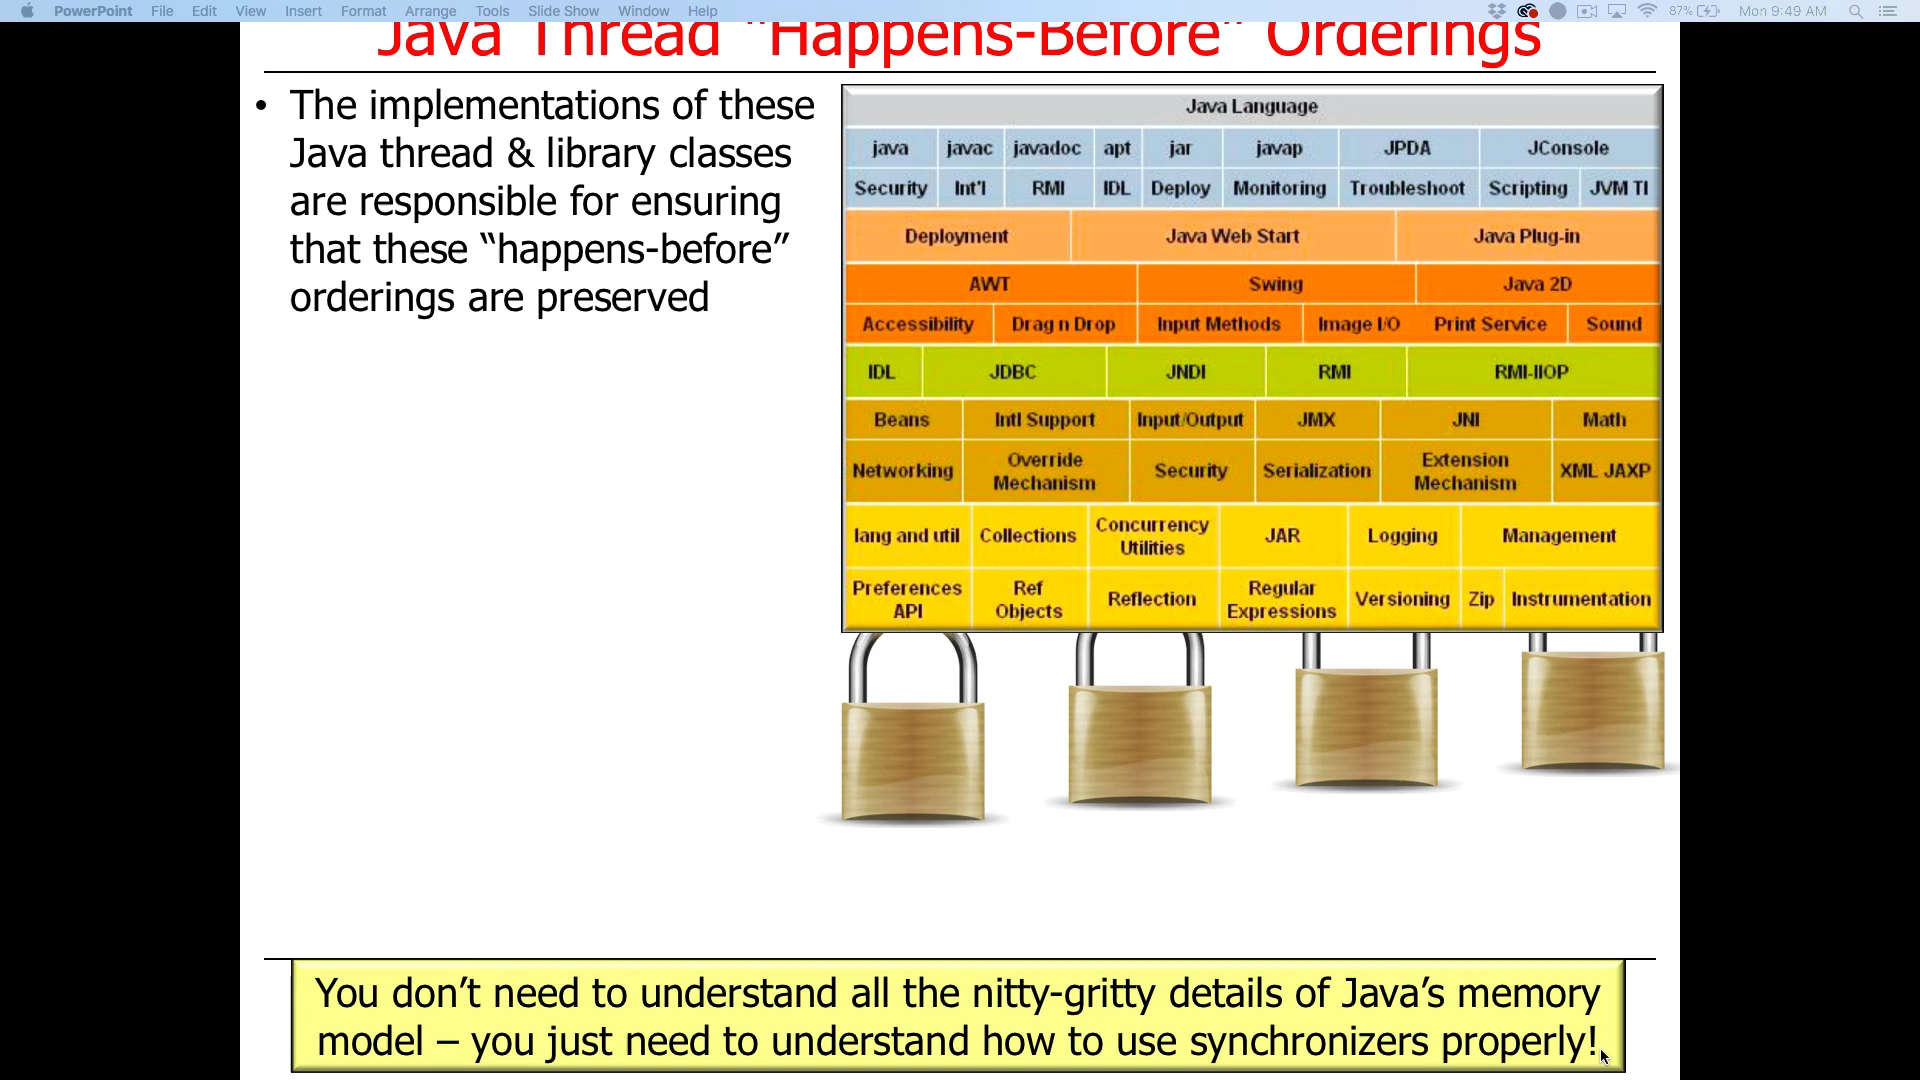 PowerPoint File Edit View Insert Format Arrange Tools Slide Show Window Help 87% Mon 9:49 AM
Java Thread “Happens-Before” Orderings
• The implementations of these
Java thread & library classes
are responsible for ensuring
that these “happens-before”
orderings are preserved
Java Language
java javac javadoc apt jar javap JPDA JConsole
Security Int'l RMI IDL Deploy Monitoring Troubleshoot Scripting JVM TI
Deployment Java Web Start Java Plug-in
AWT Swing Java 2D
Accessibility Drag n Drop Input Methods Image I/O Print Service Sound
IDL JDBC JNDI RMI RMI-IIOP
Beans Intl Support Input/Output JMX JNI Math
Networking Override Mechanism Security Serialization Extension Mechanism XML JAXP
lang and util Collections Concurrency Utilities JAR Logging Management
Preferences API Ref Objects Reflection Regular Expressions Versioning Zip Instrumentation
You don’t need to understand all the nitty-gritty details of Java’s memory
model – you just need to understand how to use synchronizers properly!